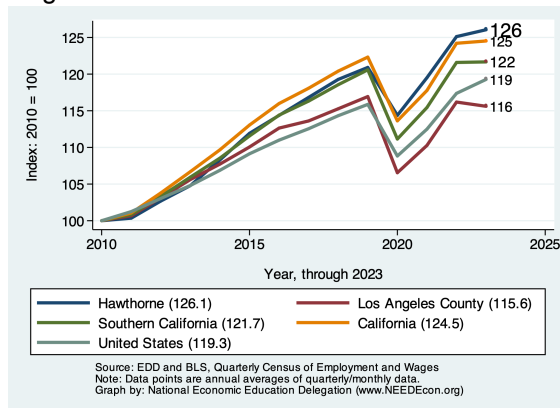 126
125
125
122
120
119
115
116
110
105
100
Index: 2010 = 100
2010 2015 2020 2025
Year, through 2023
Hawthorne (126.1) Los Angeles County (115.6)
Southern California (121.7) California (124.5)
United States (119.3)
Source: EDD and BLS, Quarterly Census of Employment and Wages
Note: Data points are annual averages of quarterly/monthly data.
Graph by: National Economic Education Delegation (www.NEEDEcon.org)